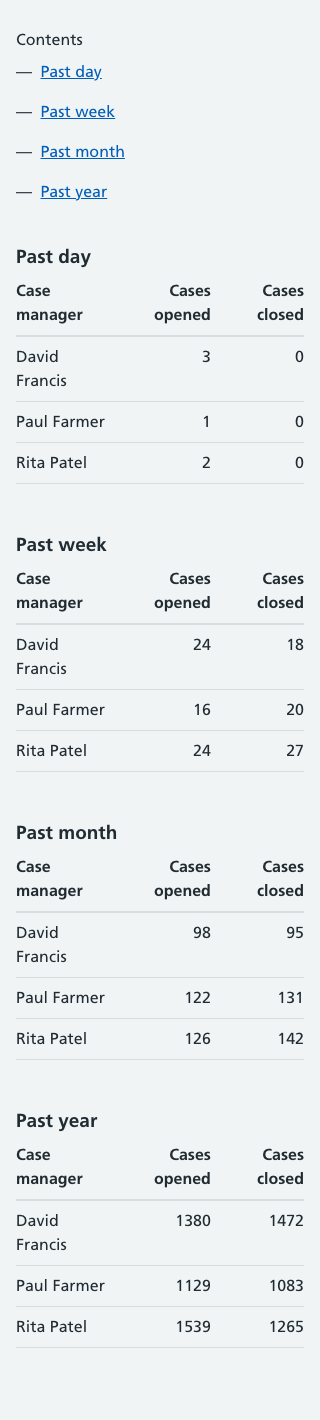 Contents
— Past day
— Past week
— Past month
— Past year
Past day
Case manager Cases opened Cases closed
David Francis 3 0
Paul Farmer 1 0
Rita Patel 2 0
Past week
Case manager Cases opened Cases closed
David Francis 24 18
Paul Farmer 16 20
Rita Patel 24 27
Past month
Case manager Cases opened Cases closed
David Francis 98 95
Paul Farmer 122 131
Rita Patel 126 142
Past year
Case manager Cases opened Cases closed
David Francis 1380 1472
Paul Farmer 1129 1083
Rita Patel 1539 1265